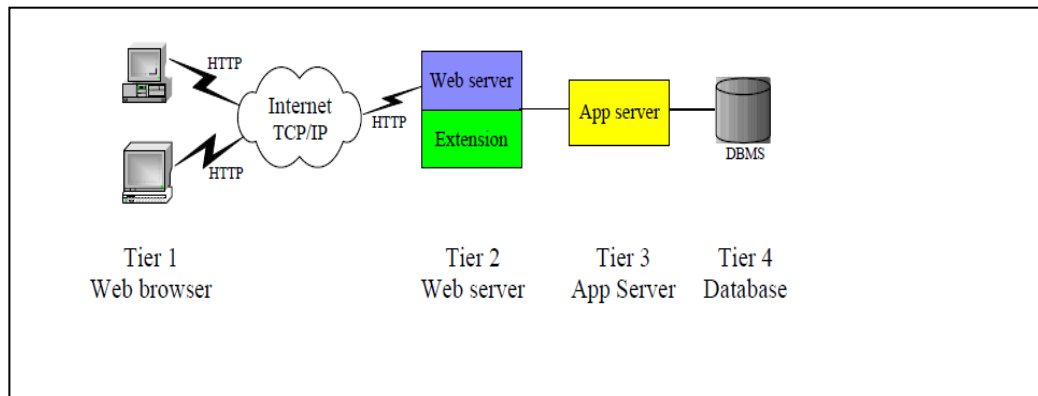 HTTP
HTTP
Internet
TCP/IP
HTTP
Web server
Extension
App server
DBMS
Tier 1
Web browser
Tier 2
Web server
Tier 3
App Server
Tier 4
Database